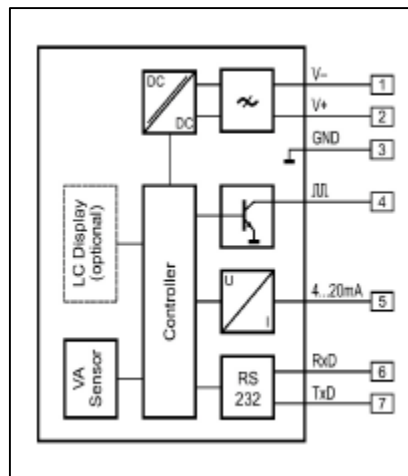 DC
DC
V–
1
V+
2
GND
3
4
LC Display
(optional)
Controller
U
I
4...20mA
5
VA
Sensor
RS
232
RxD
6
TxD
7